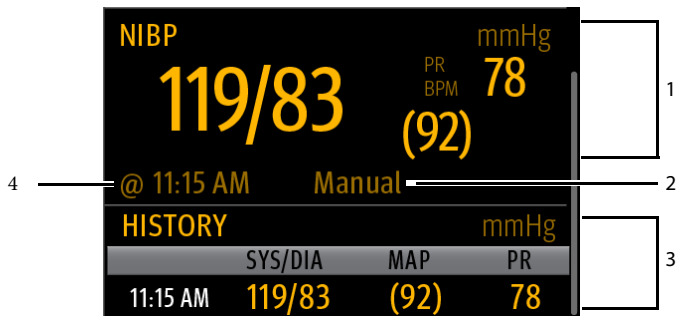 NIBP mmHg
119/83 PR BPM 78
(92)
1
4 @ 11:15 AM Manual 2
HISTORY mmHg
SYS/DIA MAP PR
3
11:15 AM 119/83 (92) 78